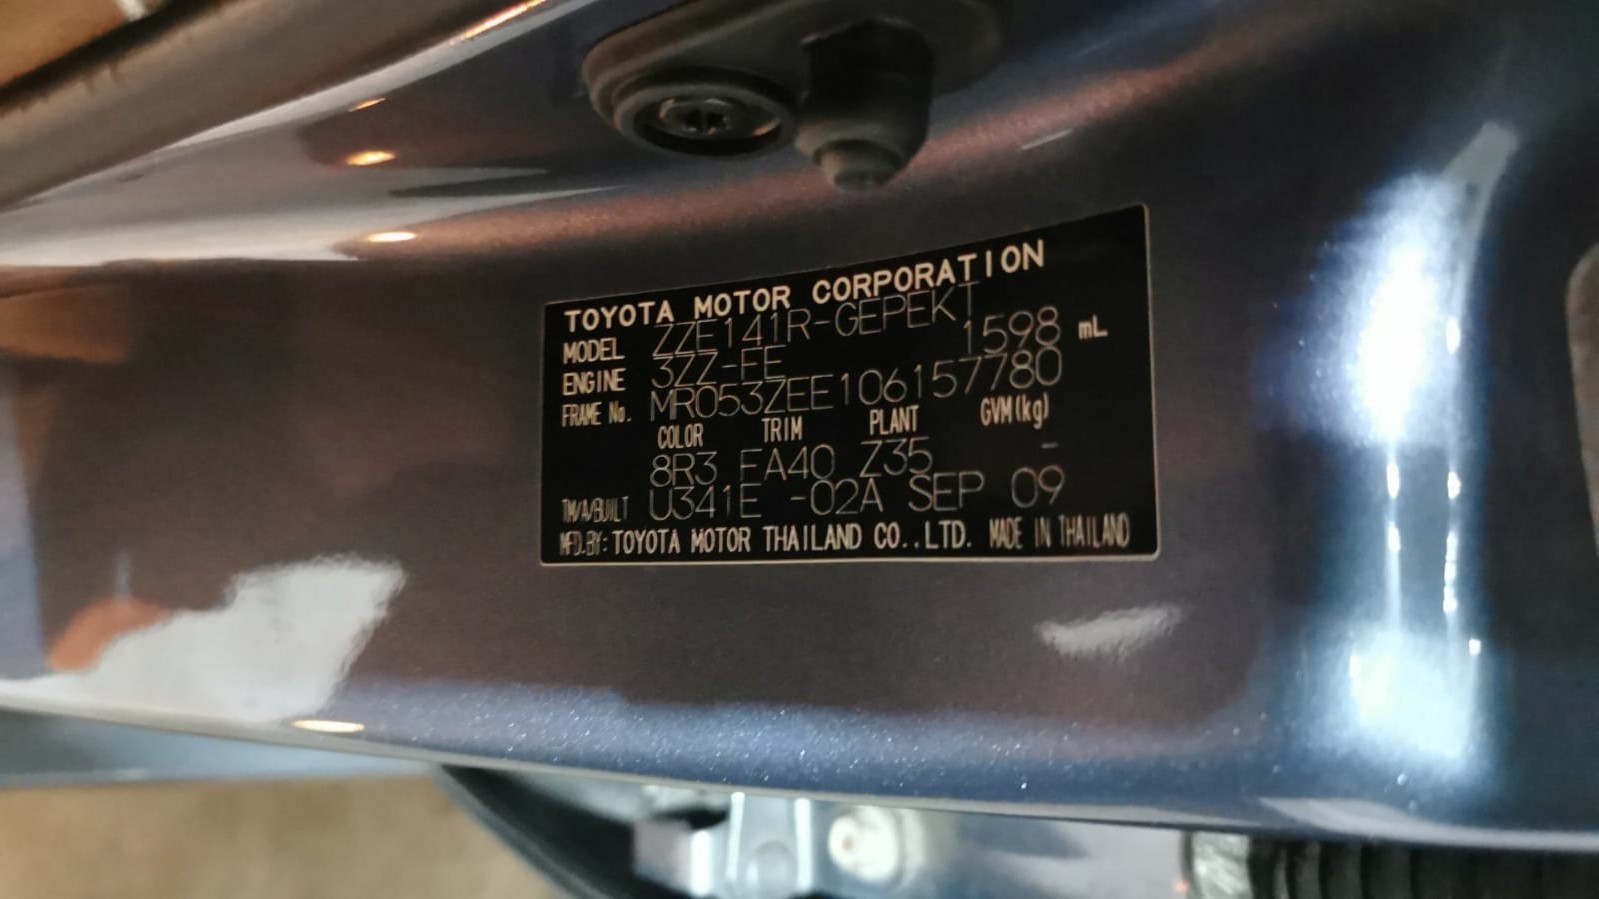 TOYOTA MOTOR CORPORATION
MODEL ZZE141R-GEPEKT
ENGINE 3ZZ-FE 1598 mL
FRAME No. MR053ZEE106157780
COLOR TRIM PLANT GVM(kg)
8R3 FA40 Z35 -
TM/A/BUILT U341E -02A SEP 09
MFD.BY: TOYOTA MOTOR THAILAND CO.,LTD. MADE IN THAILAND